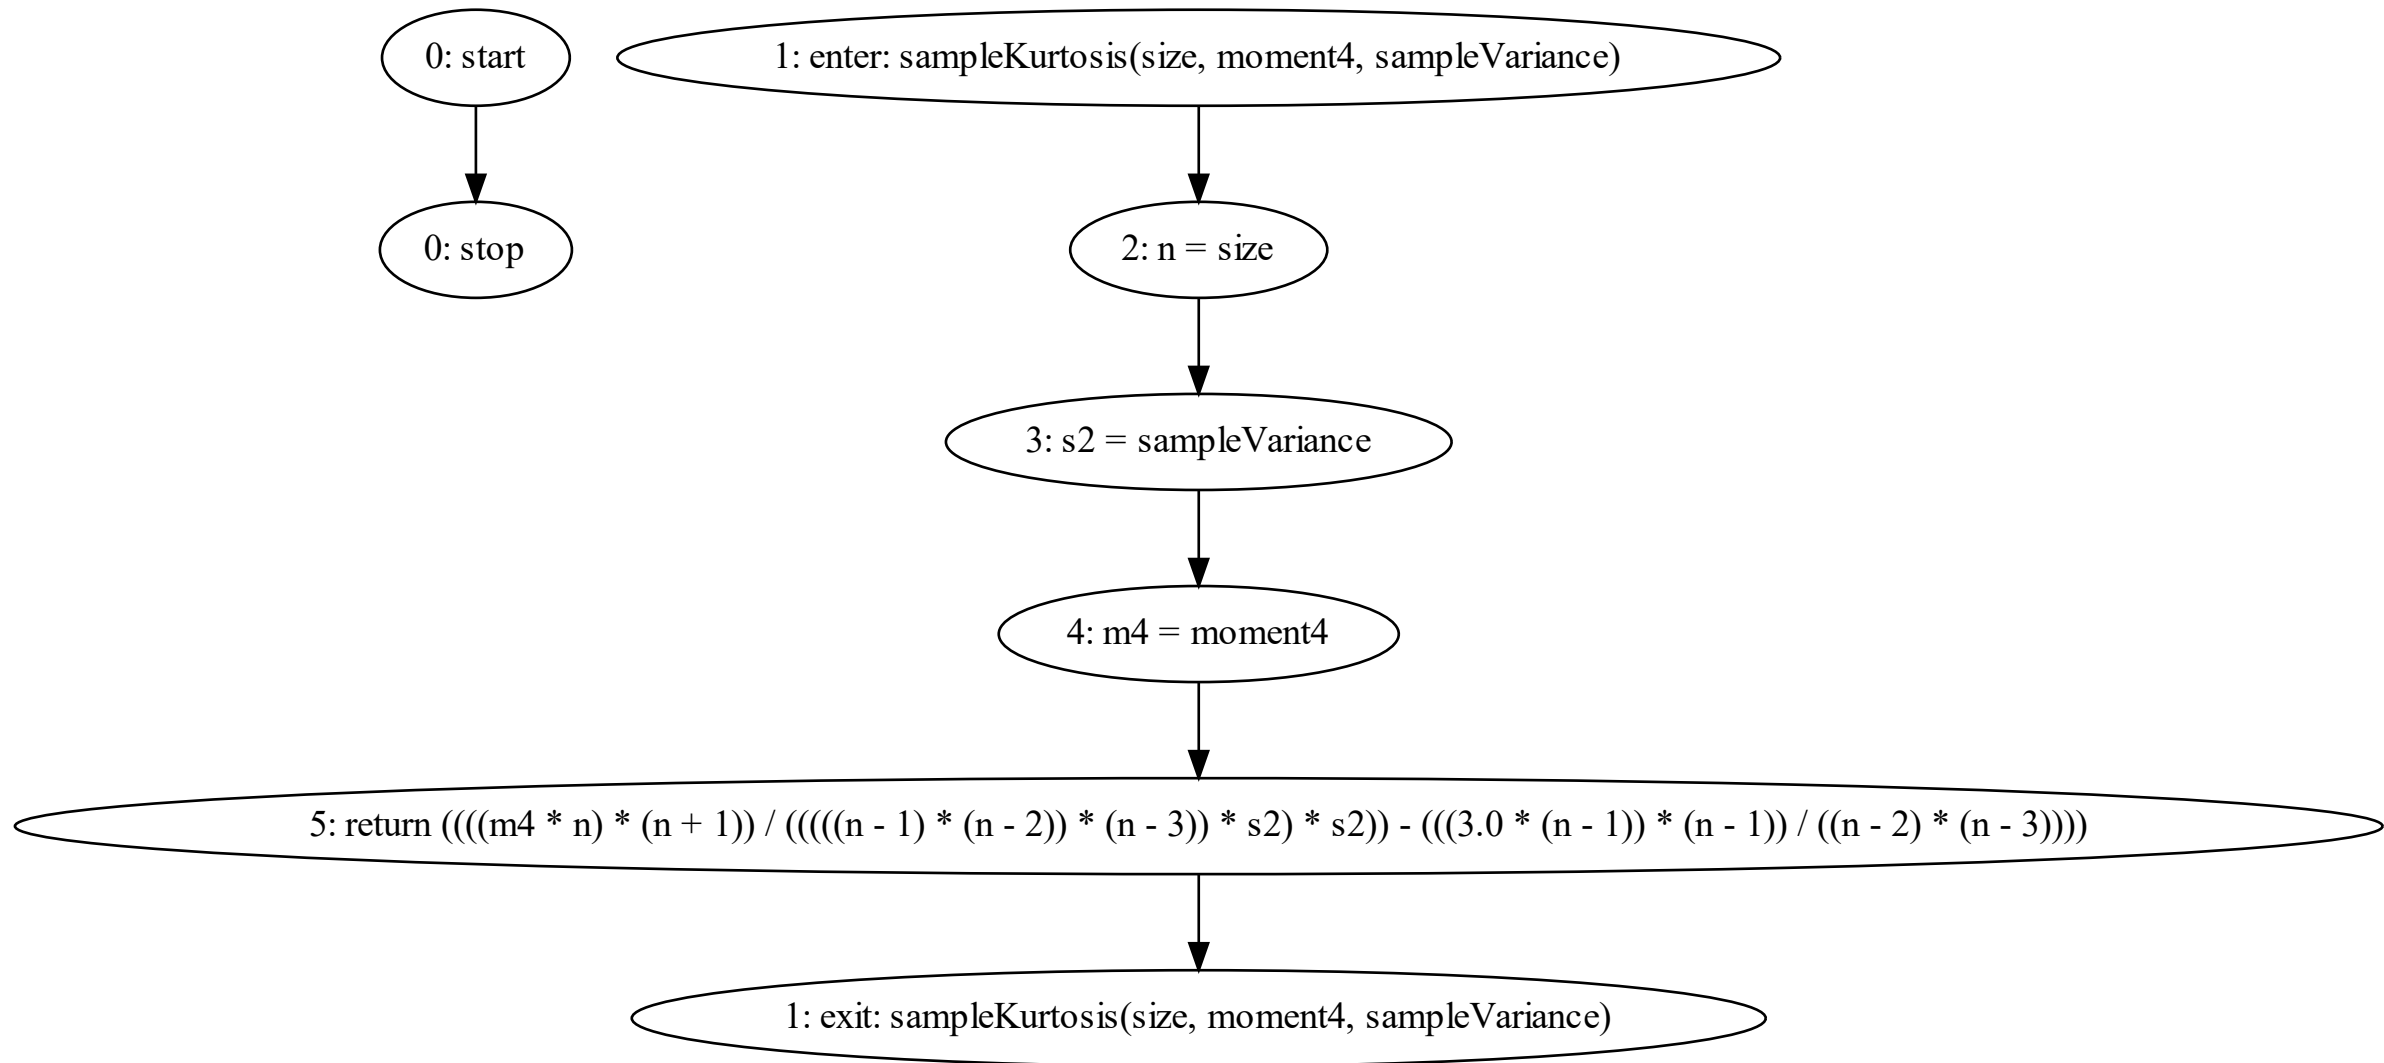 0: start
1: enter: sampleKurtosis(size, moment4, sampleVariance)
0: stop
2: n = size
3: s2 = sampleVariance
4: m4 = moment4
5: return ((((m4 * n) * (n + 1)) / (((((n - 1) * (n - 2)) * (n - 3)) * s2) * s2)) - (((3.0 * (n - 1)) * (n - 1)) / ((n - 2) * (n - 3))))
1: exit: sampleKurtosis(size, moment4, sampleVariance)